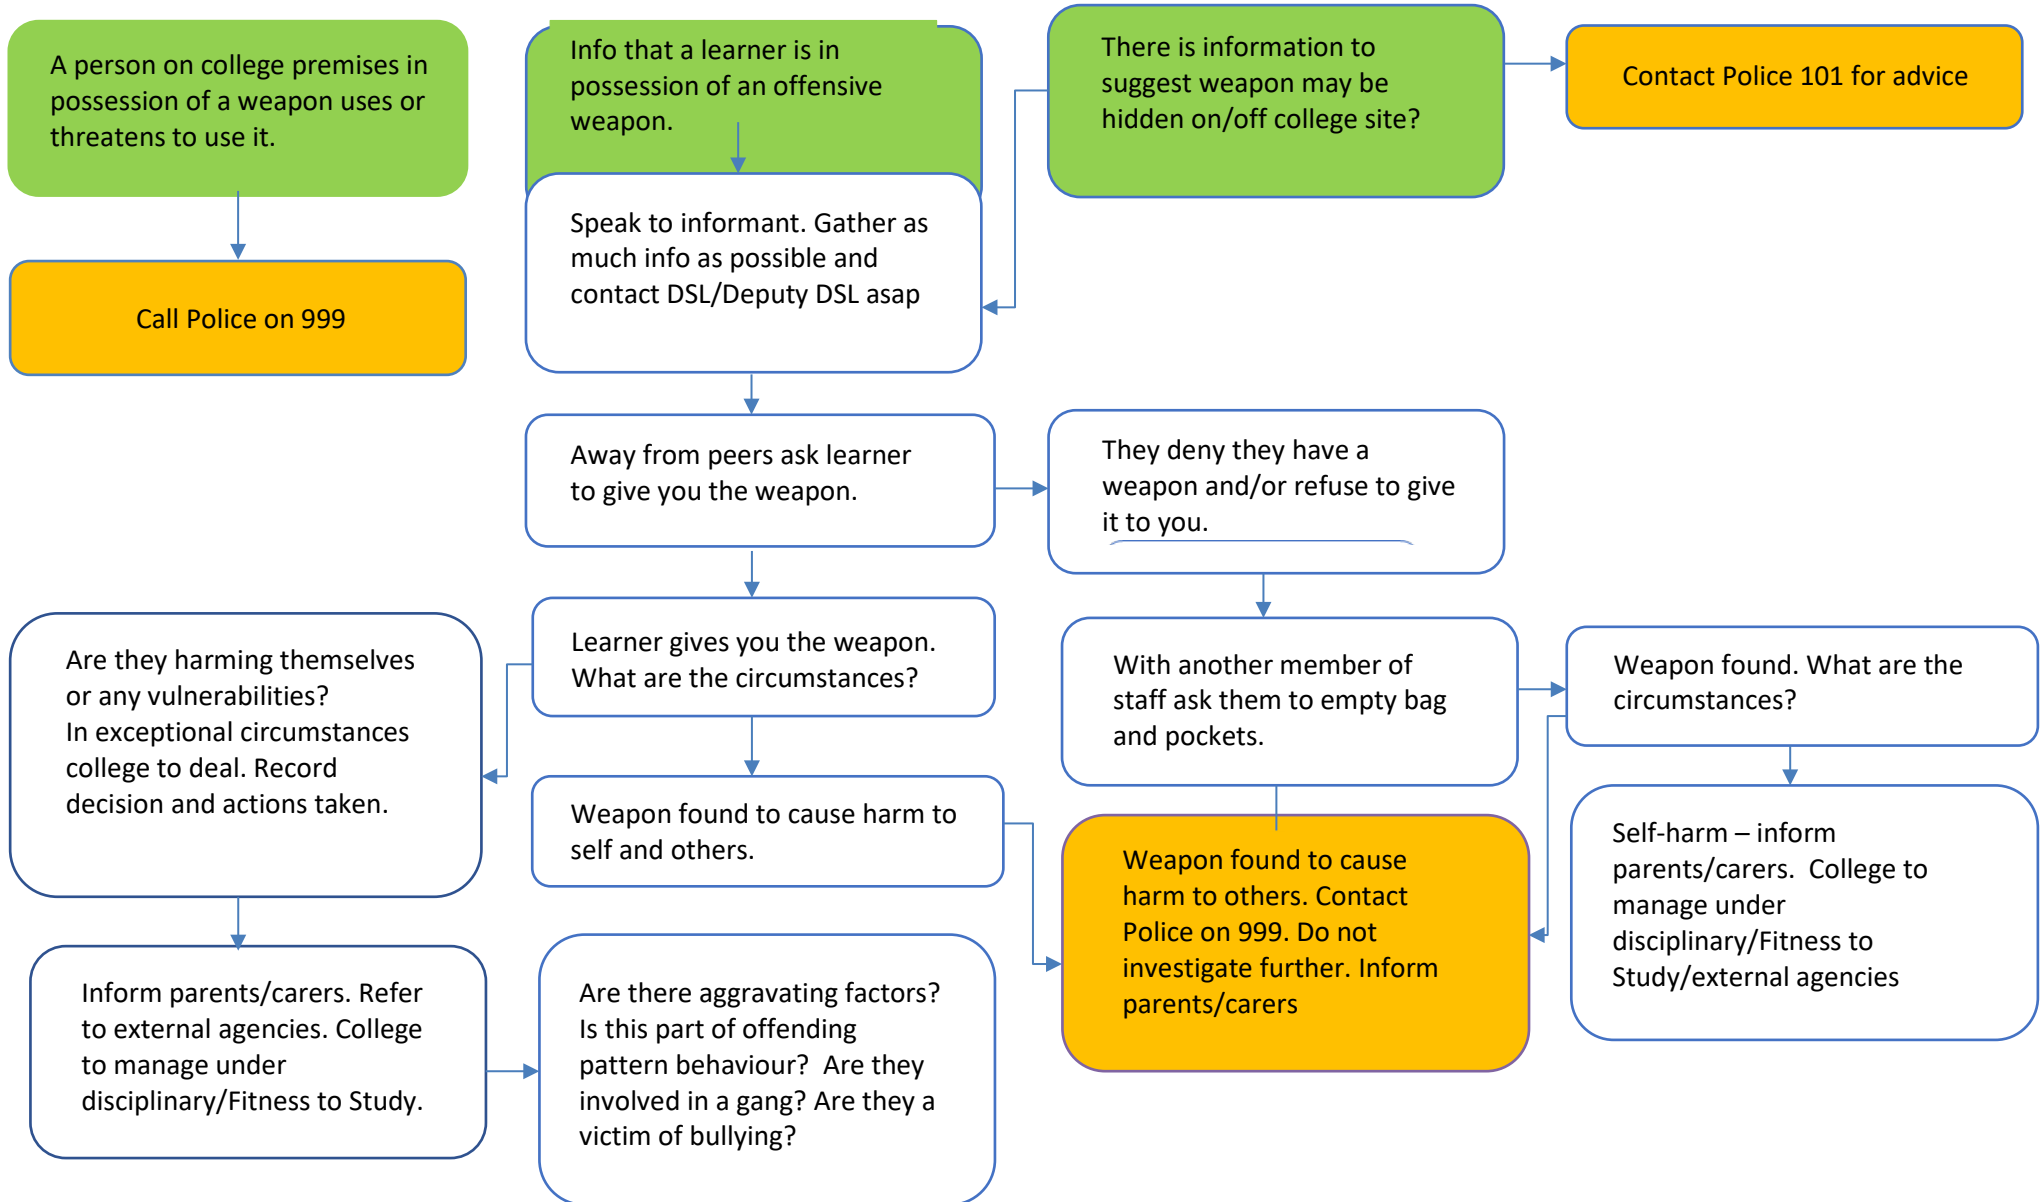 A person on college premises in
possession of a weapon uses or
threatens to use it.
Info that a learner is in
possession of an offensive
weapon.
There is information to
suggest weapon may be
hidden on/off college site?
Contact Police 101 for advice
Call Police on 999
Speak to informant. Gather as
much info as possible and
contact DSL/Deputy DSL asap
Away from peers ask learner
to give you the weapon.
They deny they have a
weapon and/or refuse to give
it to you.
Are they harming themselves
or any vulnerabilities?
In exceptional circumstances
college to deal. Record
decision and actions taken.
Learner gives you the weapon.
What are the circumstances?
With another member of
staff ask them to empty bag
and pockets.
Weapon found. What are the
circumstances?
Weapon found to cause harm to
self and others.
Weapon found to cause
harm to others. Contact
Police on 999. Do not
investigate further. Inform
parents/carers
Self-harm – inform
parents/carers.  College to
manage under
disciplinary/Fitness to
Study/external agencies
Inform parents/carers. Refer
to external agencies. College
to manage under
disciplinary/Fitness to Study.
Are there aggravating factors?
Is this part of offending
pattern behaviour?  Are they
involved in a gang? Are they a
victim of bullying?